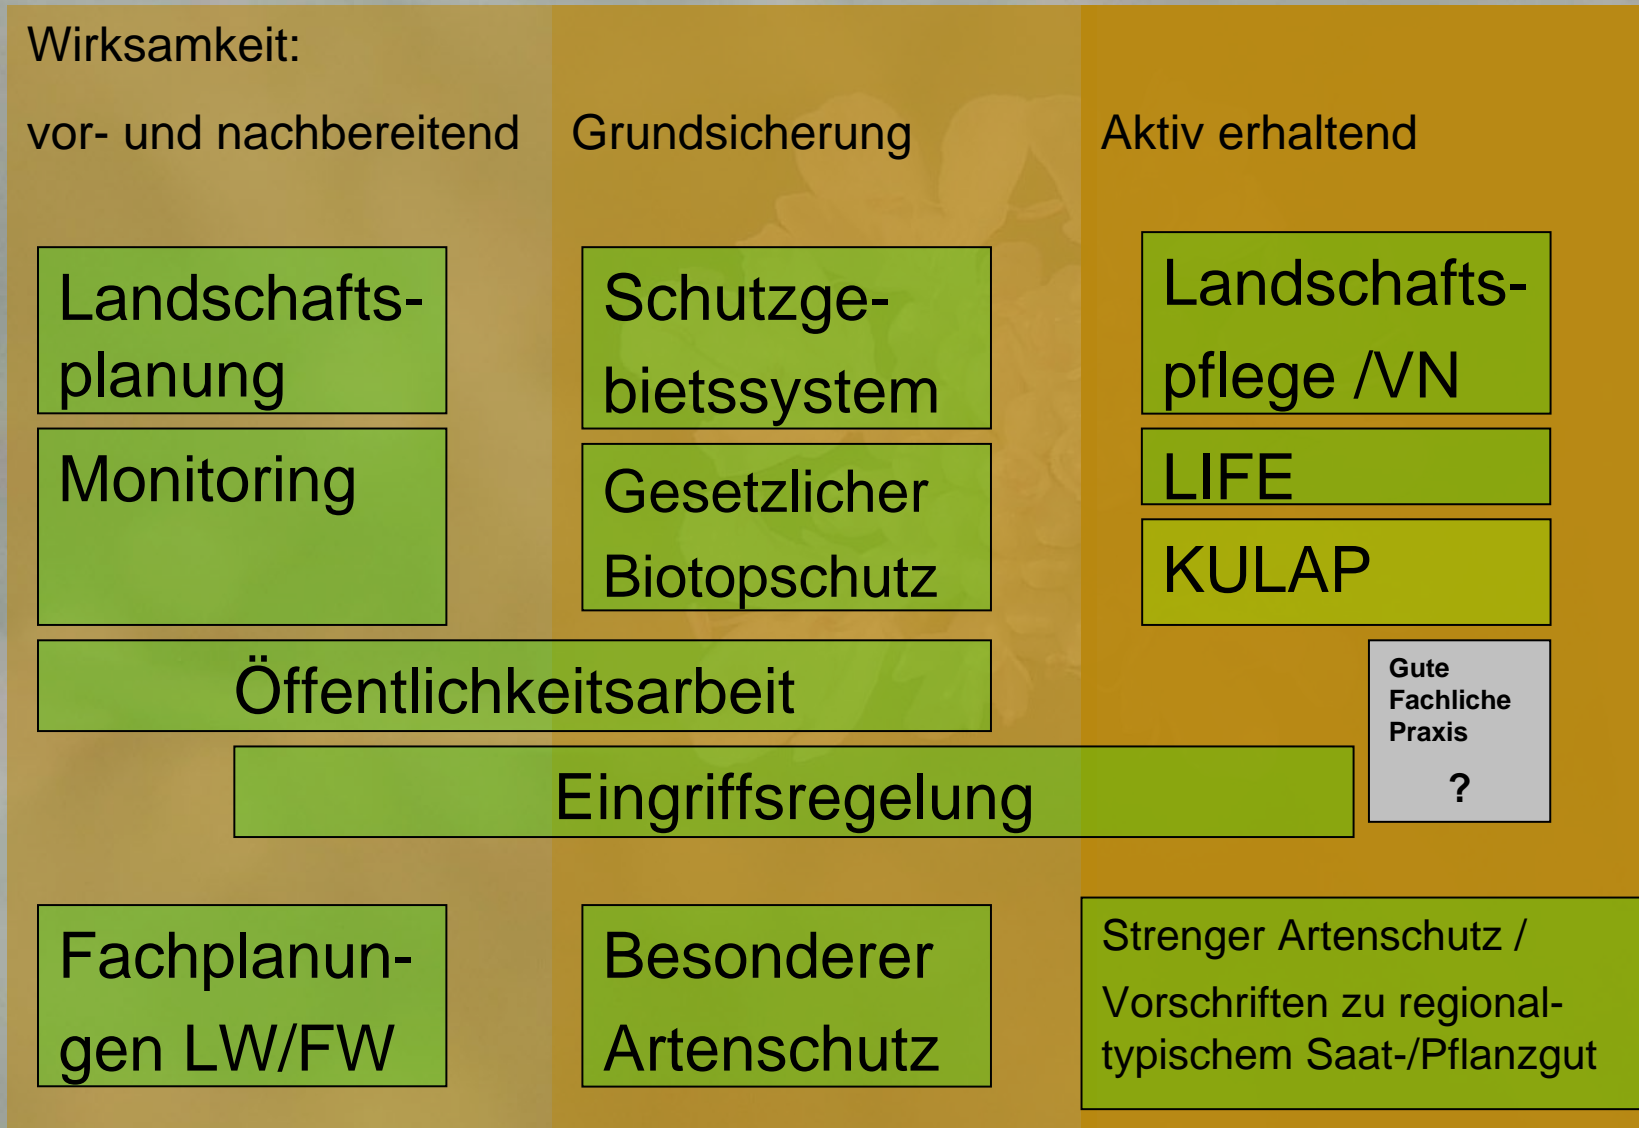 Wirksamkeit:
vor- und nachbereitend
Grundsicherung
Aktiv erhaltend
Landschafts-
planung
Monitoring
Schutzge-
bietssystem
Gesetzlicher
Biotopschutz
Landschafts-
pflege /VN
LIFE
KULAP
Öffentlichkeitsarbeit
Gute
Fachliche
Praxis
?
Eingriffsregelung
Fachplanun-
gen LW/FW
Besonderer
Artenschutz
Strenger Artenschutz /
Vorschriften zu regional-
typischem Saat-/Pflanzgut